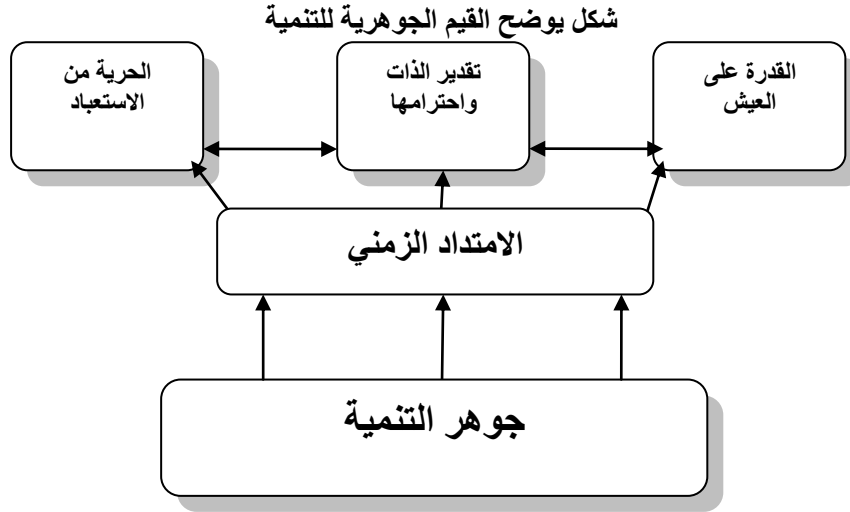 شكل يوضح القيم الجوهرية للتنمية
القدرة على
العيش
تقدير الذات
واحترامها
الحرية من
الاستعباد
الامتداد الزمني
جوهر التنمية